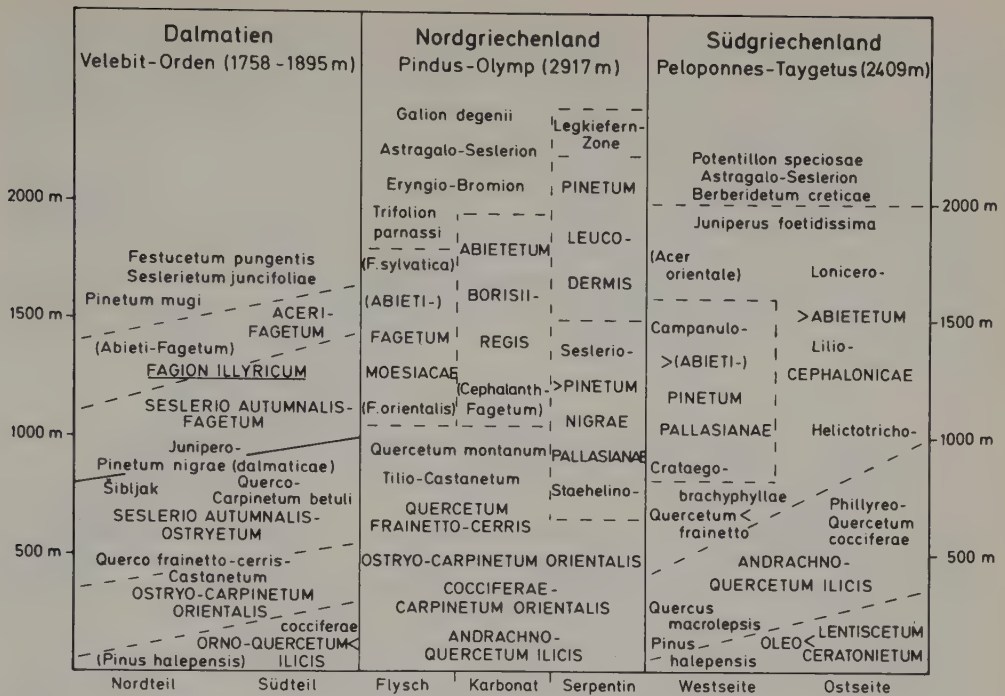 Dalmatien
Velebit-Orden (1758-1895m)
Festucetum pungentis
Seslerietum juncifoliae
Pinetum mugi
ACERI-
FAGETUM
(Abieti-Fagetum)
FAGION ILLYRICUM
SESLERIO AUTUMNALIS-
FAGETUM
Junipero-
Pinetum nigrae (dalmaticae)
Šibljak
Querco-
Carpinetum betuli
SESLERIO AUTUMNALIS-
OSTRYETUM
Querco frainetto-cerris-
Castanetum
OSTRYO-CARPINETUM
ORIENTALIS
cocciferae
ORNO-QUERCETUM<
(Pinus halepensis)
ILICIS
Nordteil
Südteil
2000 m
1500 m
1000 m
500 m
Nordgriechenland
Pindus-Olymp (2917m)
Galion degenii
Astragalo-Seslerion
Eryngio-Bromion
Trifolion
parnassi
(F.sylvatica)
(ABIETI-)
FAGETUM
MOESIACAE
(F.orientalis)
ABIETETUM
BORISII-
REGIS
(Cephalanth-
Fagetum)
Legkiefern-
Zone
PINETUM
LEUCO-
DERMIS
Seslerio-
>PINETUM
NIGRAE
PALLASIANAE
Staehelino-
Quercetum montanum
Tilio-Castanetum
QUERCETUM
FRAINETTO-CERRIS
OSTRYO-CARPINETUM ORIENTALIS
COCCIFERAE-
CARPINETUM ORIENTALIS
ANDRACHNO-
QUERCETUM ILICIS
Flysch
Karbonat
Serpentin
Südgriechenland
Peloponnes-Taygetus (2409m)
Potentillon speciosae
Astragalo-Seslerion
Berberidetum creticae
Juniperus foetidissima
(Acer
orientale)
Lonicero-
Campanulo-
>(ABIETI-)
PINETUM
PALLASIANAE
Crataego-
>ABIETETUM
Lilio-
CEPHALONICAE
Helictotricho-
brachyphyllae
Quercetum<
frainetto
Phillyreo-
Quercetum
cocciferae
ANDRACHNO-
QUERCETUM ILICIS
Quercus
macrolepsis
Pinus
halepensis
OLEO<
LENTISCETUM
CERATONIETUM
Westseite
Ostseite
2000 m
1500 m
1000 m
500 m